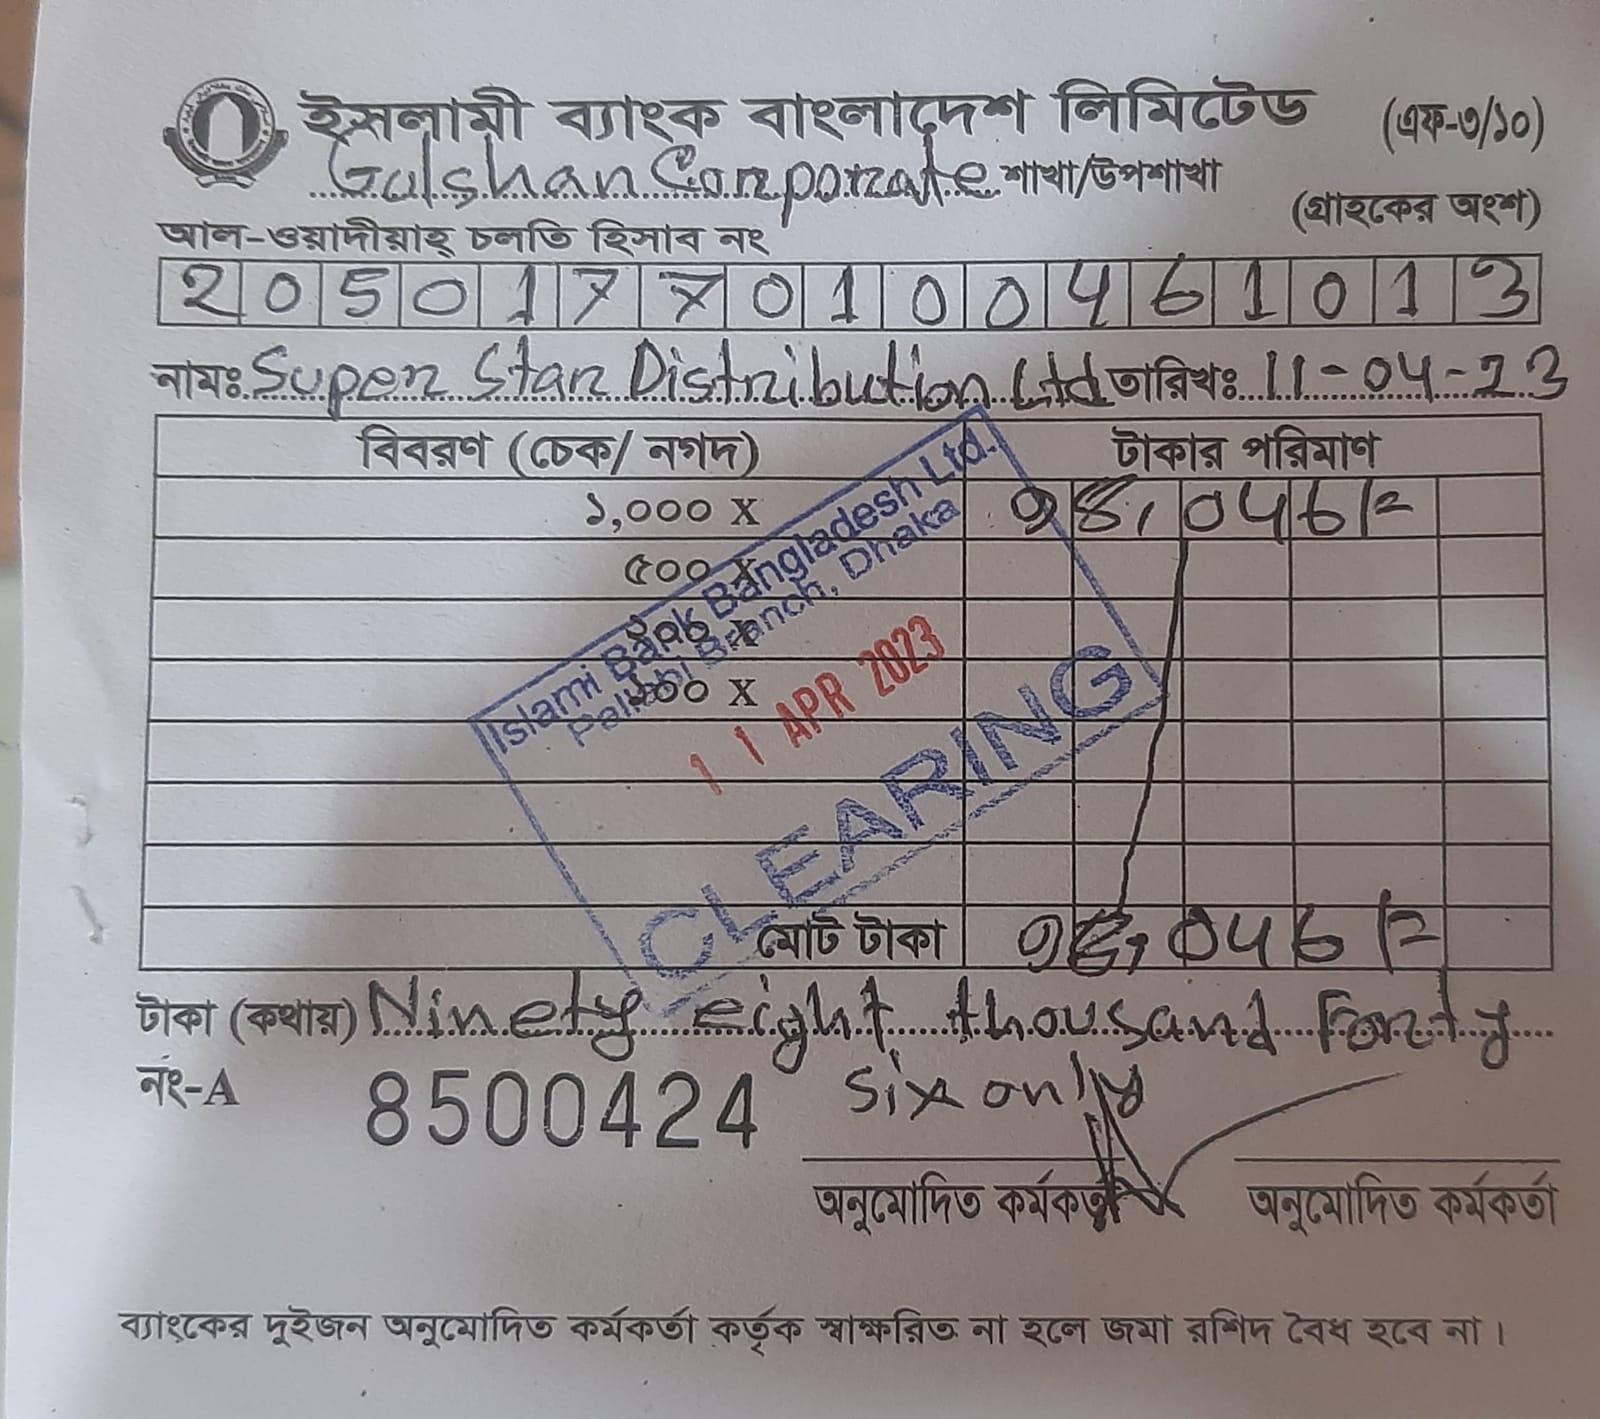 ইসলামী ব্যাংক বাংলাদেশ লিমিটেড (এফ-৩/১০)
Gulshan Corporate শাখা/উপশাখা
(গ্রাহকের অংশ)
আল-ওয়াদীয়াহ্ চলতি হিসাব নং
2 0 5 0 1 7 7 0 1 0 0 4 6 1 0 1 3
নামঃ Super Star Distribution Ltd তারিখঃ 11-04-23
বিবরণ (চেক/ নগদ) টাকার পরিমাণ
১,০০০ X 98,046/=
৫০০ X
১০০ X
Islami Bank Bangladesh Ltd.
Pallabi Branch, Dhaka
11 APR 2023
CLEARING
মোট টাকা 98,046/=
টাকা (কথায়) Ninety eight thousand Forty
six only
নং-A 8500424
অনুমোদিত কর্মকর্তা অনুমোদিত কর্মকর্তা
ব্যাংকের দুইজন অনুমোদিত কর্মকর্তা কর্তৃক স্বাক্ষরিত না হলে জমা রশিদ বৈধ হবে না।